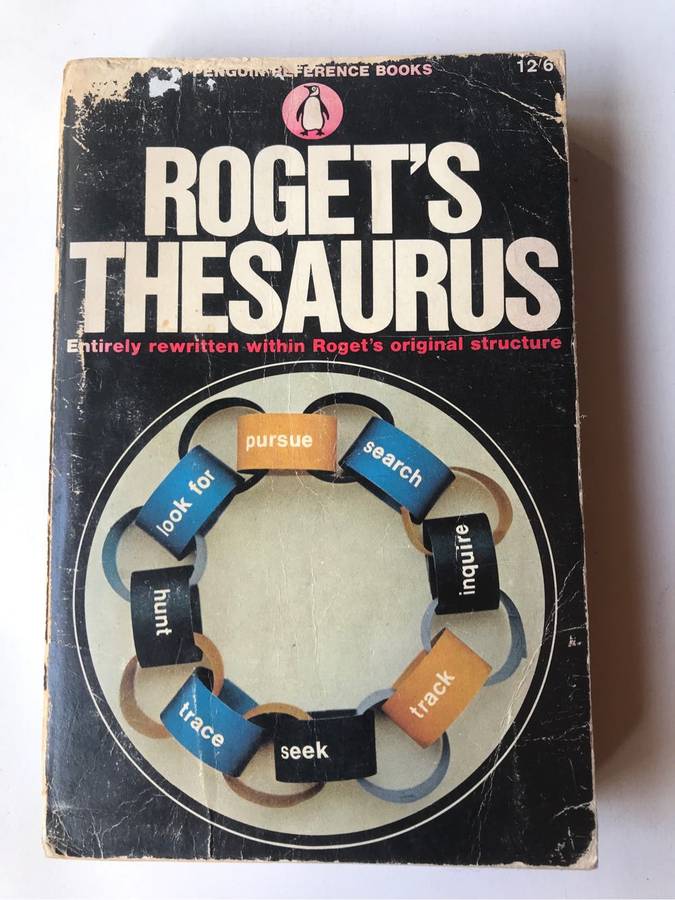 PENGUIN REFERENCE BOOKS
12/6
ROGET'S
THESAURUS
Entirely rewritten within Roget's original structure
pursue
search
inquire
track
seek
trace
hunt
look for